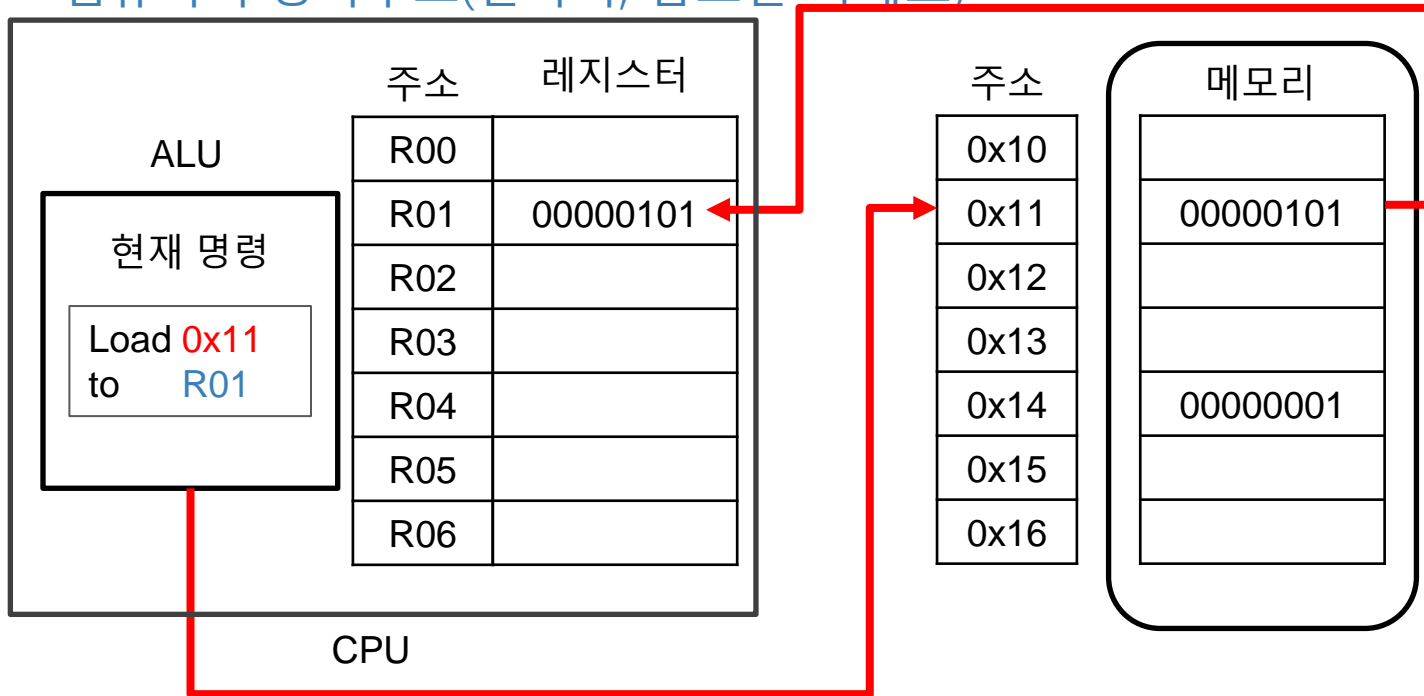 주소 레지스터 주소 메모리
ALU R00 0x10
R01 00000101 0x11 00000101
현재 명령
R02 0x12
Load 0x11 R03 0x13
to R01
R04 0x14 00000001
R05 0x15
R06 0x16
CPU